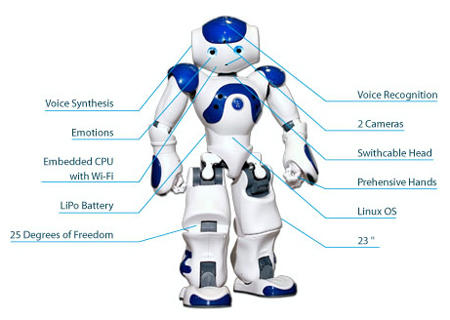 Voice Synthesis
Emotions
Embedded CPU
with Wi-Fi
LiPo Battery
25 Degrees of Freedom
Voice Recognition
2 Cameras
Swithcable Head
Prehensive Hands
Linux OS
23 "